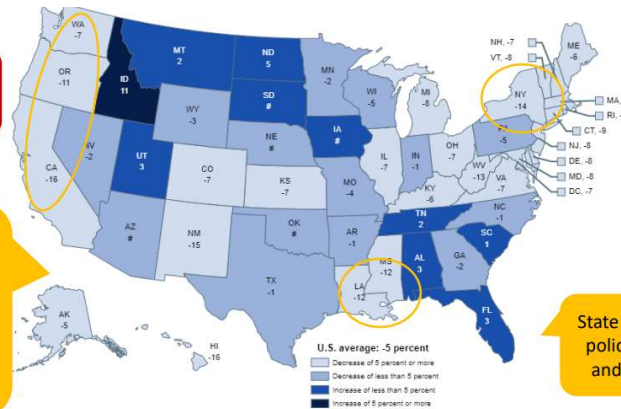 WA
-7
OR
-11
CA
-16
ID
11
NV
-2
MT
2
ND
5
SD
#
WY
-3
UT
3
CO
-7
AZ
#
NM
-15
NE
#
KS
-7
OK
#
TX
-1
MN
-2
IA
#
MO
-4
AR
-1
LA
-12
WI
-5
IL
-7
MI
-8
IN
-1
OH
-7
KY
-6
TN
2
MS
-12
AL
3
GA
-2
FL
3
SC
1
NC
-1
VA
-7
WV
-13
-5
NY
-14
ME
-6
NH, -7
VT, -8
MA,
RI, -
CT, -9
NJ, -8
DE, -8
MD, -8
DC, -7
AK
-5
HI
-16
U.S. average: -5 percent
Decrease of 5 percent or more
Decrease of less than 5 percent
Increase of less than 5 percent
Increase of 5 percent or more
State
polic
and